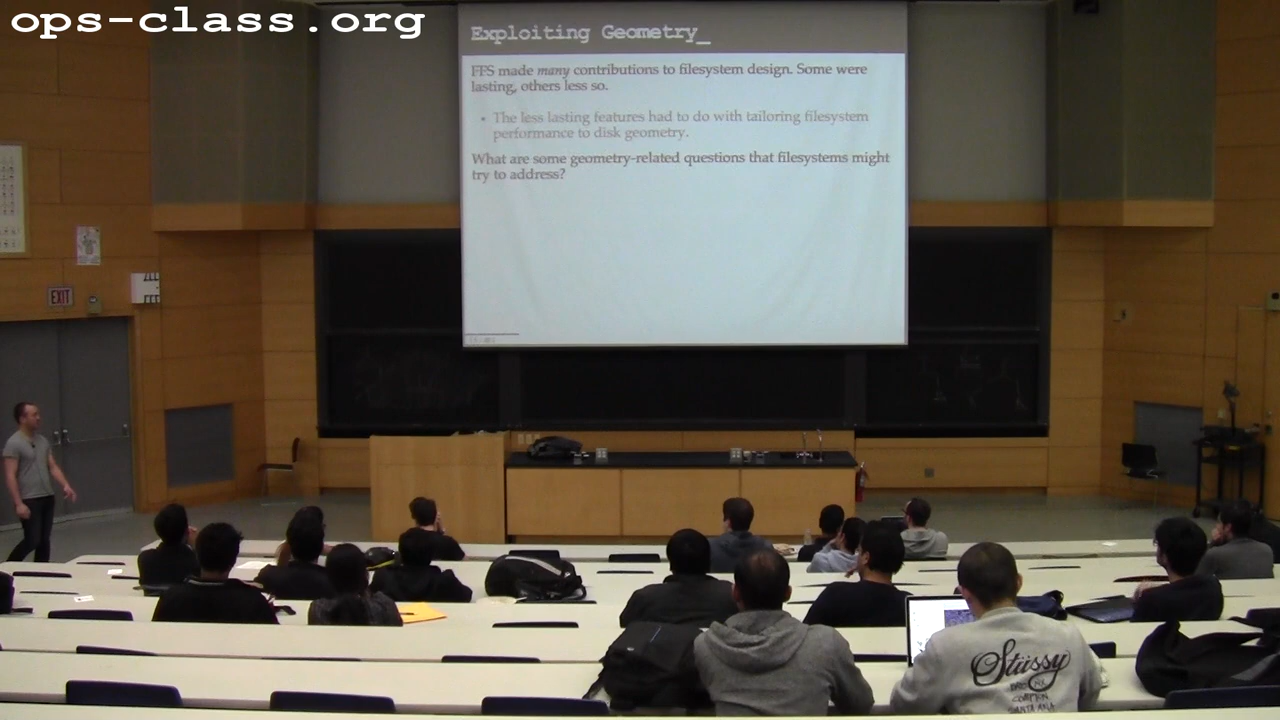 ops-class.org
Exploiting Geometry_
FFS made many contributions to filesystem design. Some were
lasting, others less so.
• The less lasting features had to do with tailoring filesystem
performance to disk geometry.
What are some geometry-related questions that filesystems might
try to address?
EXIT
Stüssy
SANTA ANA